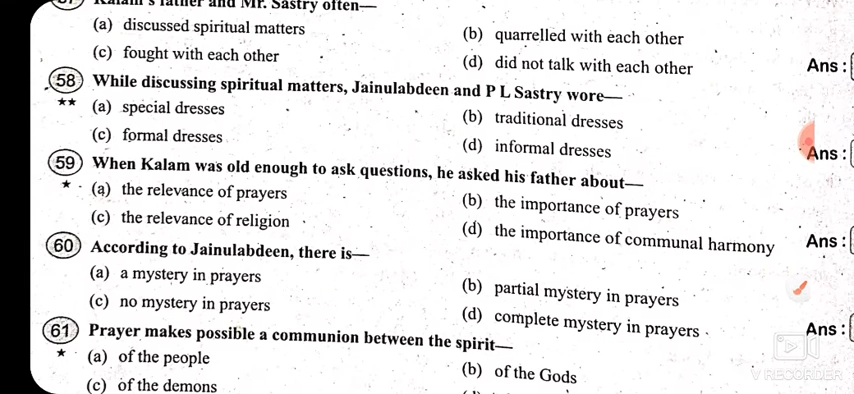 Kalam's father and Mr. Sastry often—
(a) discussed spiritual matters (b) quarrelled with each other
(c) fought with each other (d) did not talk with each other Ans :
58 While discussing spiritual matters, Jainulabdeen and P L Sastry wore—
★★ (a) special dresses (b) traditional dresses
(c) formal dresses (d) informal dresses Ans :
59 When Kalam was old enough to ask questions, he asked his father about—
★ (a) the relevance of prayers (b) the importance of prayers
(c) the relevance of religion (d) the importance of communal harmony Ans :
60 According to Jainulabdeen, there is—
(a) a mystery in prayers (b) partial mystery in prayers
(c) no mystery in prayers (d) complete mystery in prayers Ans :
61 Prayer makes possible a communion between the spirit—
★ (a) of the people (b) of the Gods
(c) of the demons
V RECORDER